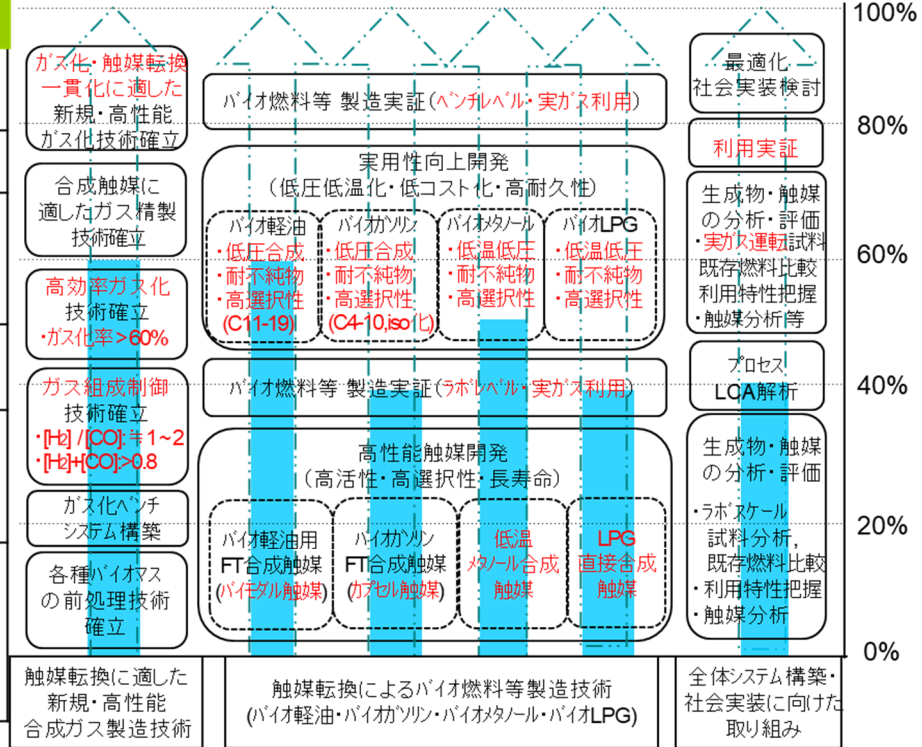 ガス化・触媒転換
一貫化に適した
新規・高性能
ガス化技術確立
合成触媒に
適したガス精製
技術確立
高効率ガス化
技術確立
・ガス化率>60%
ガス組成制御
技術確立
・[H₂] /[CO]:≒1~2
・[H₂]+[CO]:>0.8
ガス化ベンチ
システム構築
各種バイオマス
の前処理技術
確立
触媒転換に適した
新規・高性能
合成ガス製造技術
バイオ燃料等 製造実証(ベンチレベル・実ガス利用)
実用性向上開発
(低圧低温化・低コスト化・高耐久性)
バイオ軽油
・低圧合成
・耐不純物
・高選択性
(C11-19)
バイオガソリン
・低圧合成
・耐不純物
・高選択性
(C4-10,iso化)
バイオメタノール
・低温低圧
・耐不純物
・高選択性
バイオLPG
・低温低圧
・耐不純物
・高選択性
バイオ燃料等 製造実証(ラボレベル・実ガス利用)
高性能触媒開発
(高活性・高選択性・長寿命)
バイオ軽油用
FT合成触媒
(バイモダル触媒)
バイオガソリン
FT合成触媒
(カプセル触媒)
低温
メタノール合成
触媒
LPG
直接合成
触媒
触媒転換によるバイオ燃料等製造技術
(バイオ軽油・バイオガソリン・バイオメタノール・バイオLPG)
最適化
社会実装検討
利用実証
生成物・触媒
の分析・評価
・実ガス運転試料
既存燃料比較
利用特性把握
・触媒分析等
プロセス
LCA解析
生成物・触媒
の分析・評価
・ラボスケール
試料分析,
既存燃料比較
・利用特性把握
・触媒分析
全体システム構築・
社会実装に向けた
取り組み
100%
80%
60%
40%
20%
0%